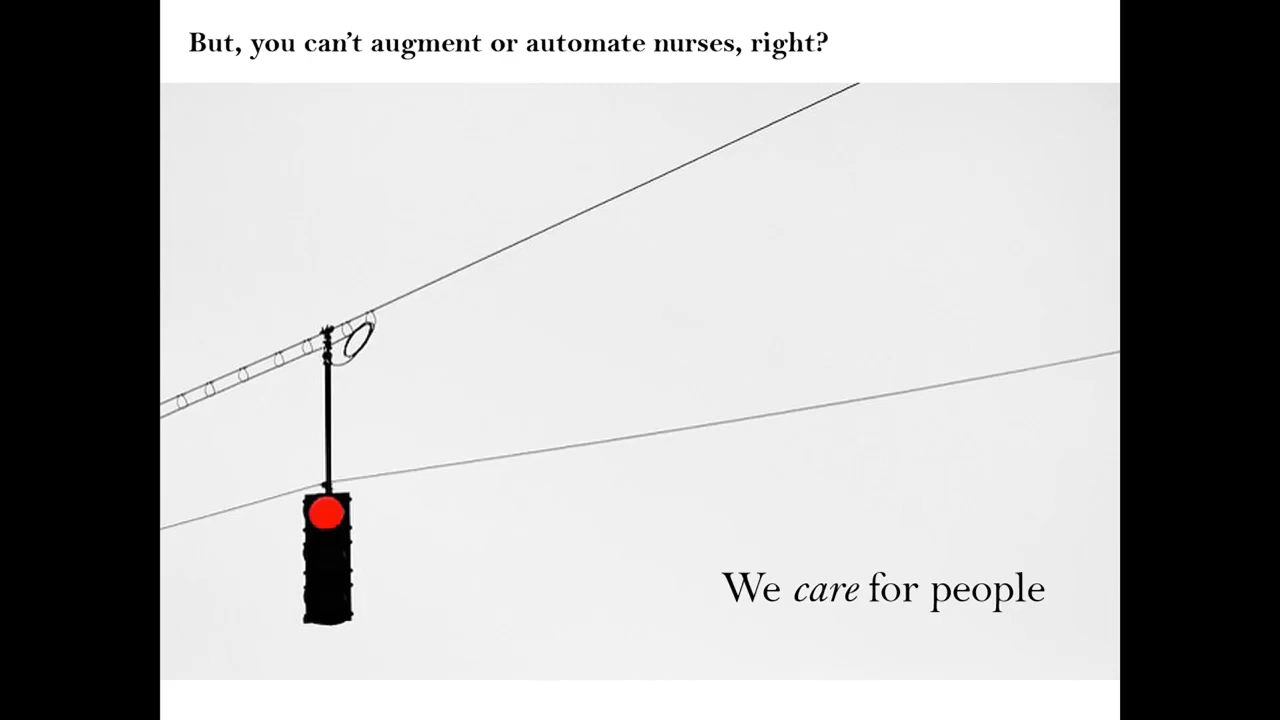 But, you can’t augment or automate nurses, right?
We care for people